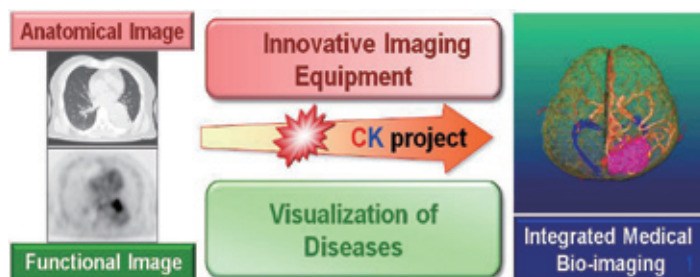 Anatomical Image
Functional Image
Innovative Imaging
Equipment
CK project
Visualization of
Diseases
Integrated Medical
Bio-imaging